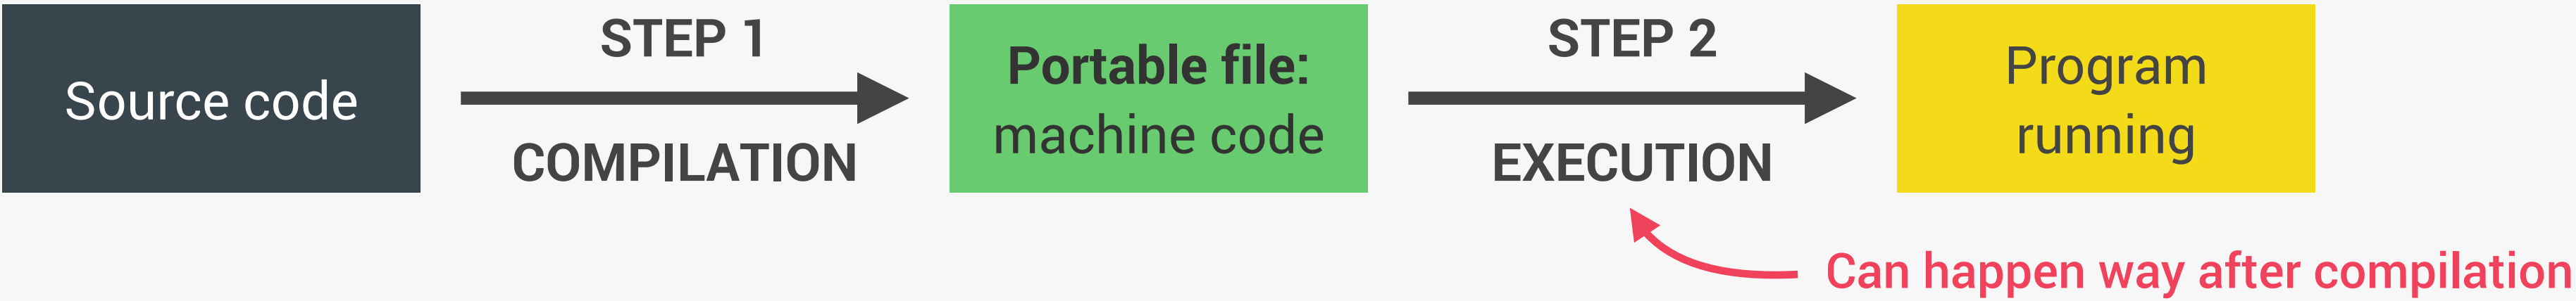 Source code
STEP 1
COMPILATION
Portable file:
machine code
STEP 2
EXECUTION
Program
running
Can happen way after compilation